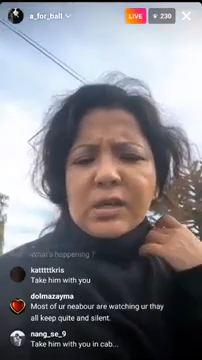 a_for_ball
LIVE
230
What's happening ?
katttttkris
Take him with you
dolmazayma
Most of ur neabour are watching ur thay
all keep quite and silent.
nang_se_9
Take him with you in cab...